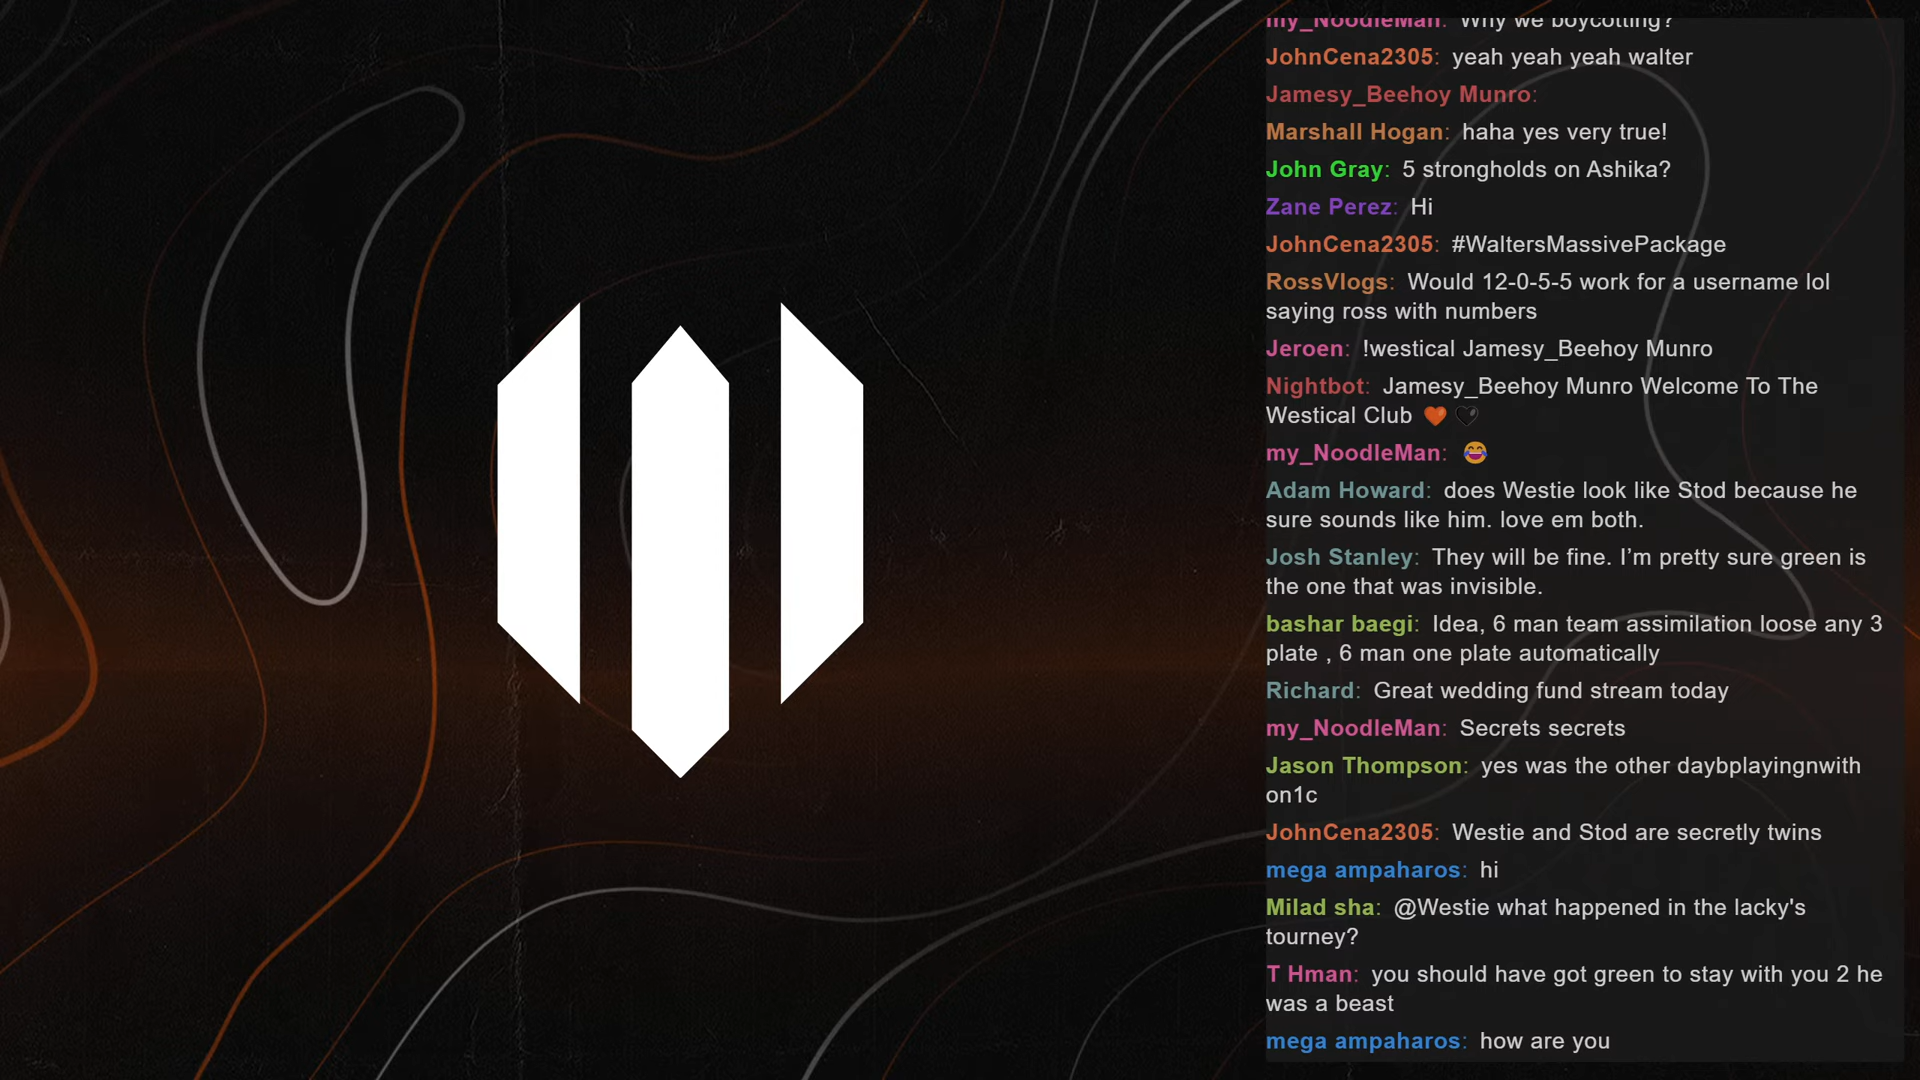 my_NoodleMan: Why we boycotting?
JohnCena2305: yeah yeah yeah walter
Jamesy_Beehoy Munro:
Marshall Hogan: haha yes very true!
John Gray: 5 strongholds on Ashika?
Zane Perez: Hi
JohnCena2305: #WaltersMassivePackage
RossVlogs: Would 12-0-5-5 work for a username lol
saying ross with numbers
Jeroen: !westical Jamesy_Beehoy Munro
Nightbot: Jamesy_Beehoy Munro Welcome To The
Westical Club 🧡 🖤
my_NoodleMan: 😂
Adam Howard: does Westie look like Stod because he
sure sounds like him. love em both.
Josh Stanley: They will be fine. I’m pretty sure green is
the one that was invisible.
bashar baegi: Idea, 6 man team assimilation loose any 3
plate , 6 man one plate automatically
Richard: Great wedding fund stream today
my_NoodleMan: Secrets secrets
Jason Thompson: yes was the other daybplayingnwith
on1c
JohnCena2305: Westie and Stod are secretly twins
mega ampaharos: hi
Milad sha: @Westie what happened in the lacky's
tourney?
T Hman: you should have got green to stay with you 2 he
was a beast
mega ampaharos: how are you